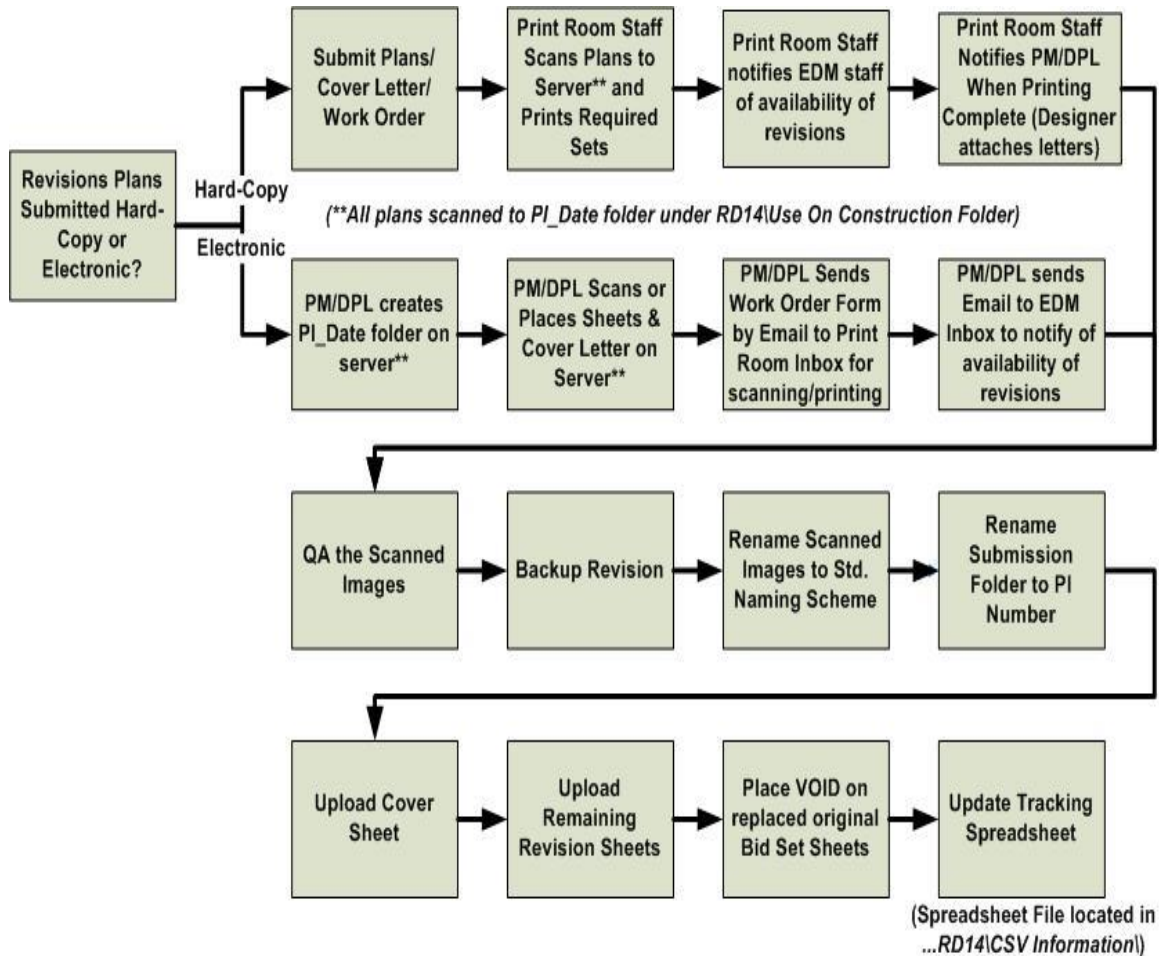 Revisions Plans
Submitted Hard-
Copy or
Electronic?
Hard-Copy
Electronic
Submit Plans/
Cover Letter/
Work Order
Print Room Staff
Scans Plans to
Server** and
Prints Required
Sets
Print Room Staff
notifies EDM staff
of availability of
revisions
Print Room Staff
Notifies PM/DPL
When Printing
Complete (Designer
attaches letters)
(**All plans scanned to PI_Date folder under RD14\Use On Construction Folder)
PM/DPL creates
PI_Date folder on
server**
PM/DPL Scans or
Places Sheets &
Cover Letter on
Server**
PM/DPL Sends
Work Order Form
by Email to Print
Room Inbox for
scanning/printing
PM/DPL sends
Email to EDM
Inbox to notify of
availability of
revisions
QA the Scanned
Images
Backup Revision
Rename Scanned
Images to Std.
Naming Scheme
Rename
Submission
Folder to PI
Number
Upload Cover
Sheet
Upload
Remaining
Revision Sheets
Place VOID on
replaced original
Bid Set Sheets
Update Tracking
Spreadsheet
(Spreadsheet File located in
...RD14\CSV Information\)